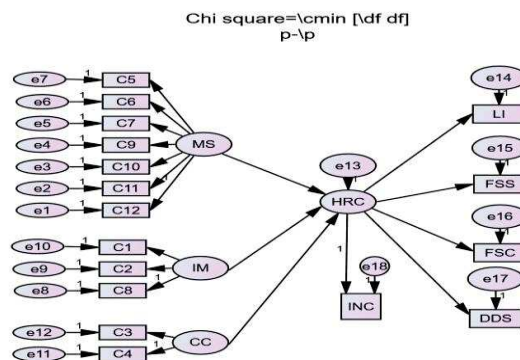 Chi square=\cmin [\df df]
p-\p
e7 1 C5
e6 1 C6
e5 1 C7
e4 1 C9
e3 1 C10
e2 1 C11 1
e1 1 C12
MS
e10 1 C1
e9 1 C2
e8 1 C8 1
IM
e12 1 C3
e11 1 C4 1
CC
e13
1
HRC
1
e18
1
INC
e14
1
LI
e15
1
FSS
e16
1
FSC
e17
1
DDS